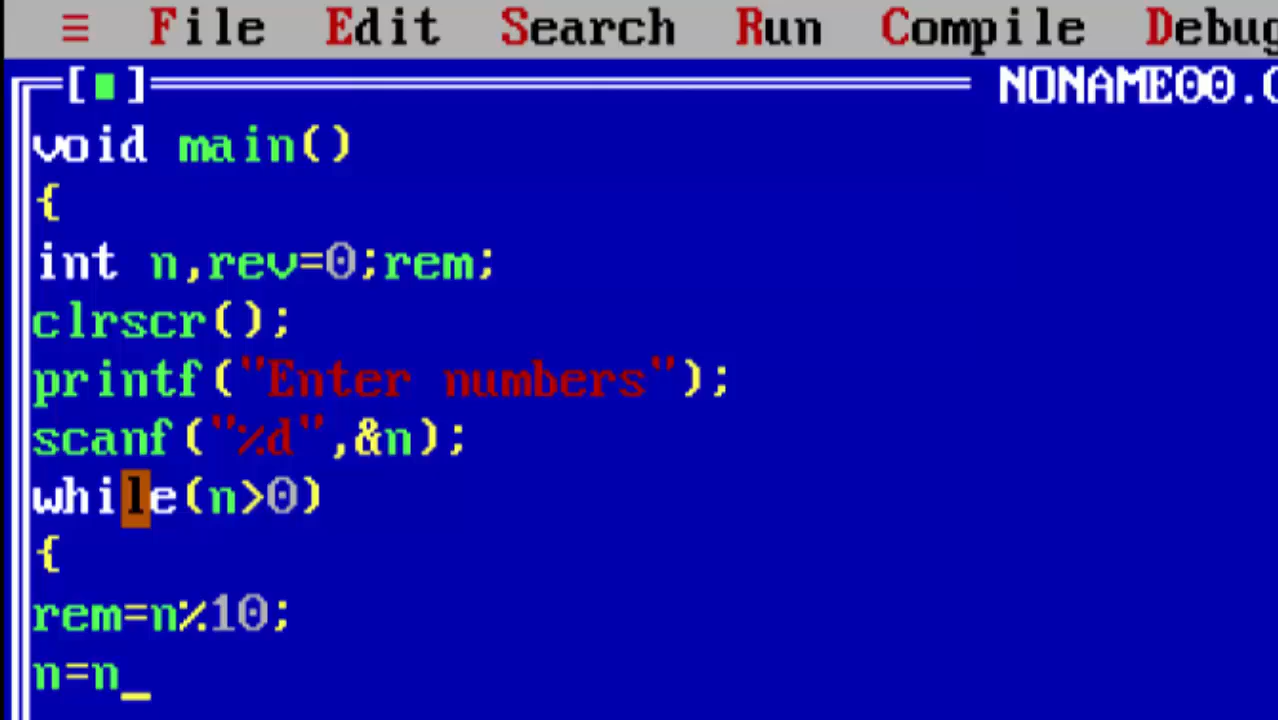 ≡ File Edit Search Run Compile Debug
[■] NONAME00.C
void main()
{
int n,rev=0;rem;
clrscr();
printf("Enter numbers");
scanf("%d",&n);
while(n>0)
{
rem=n%10;
n=n_